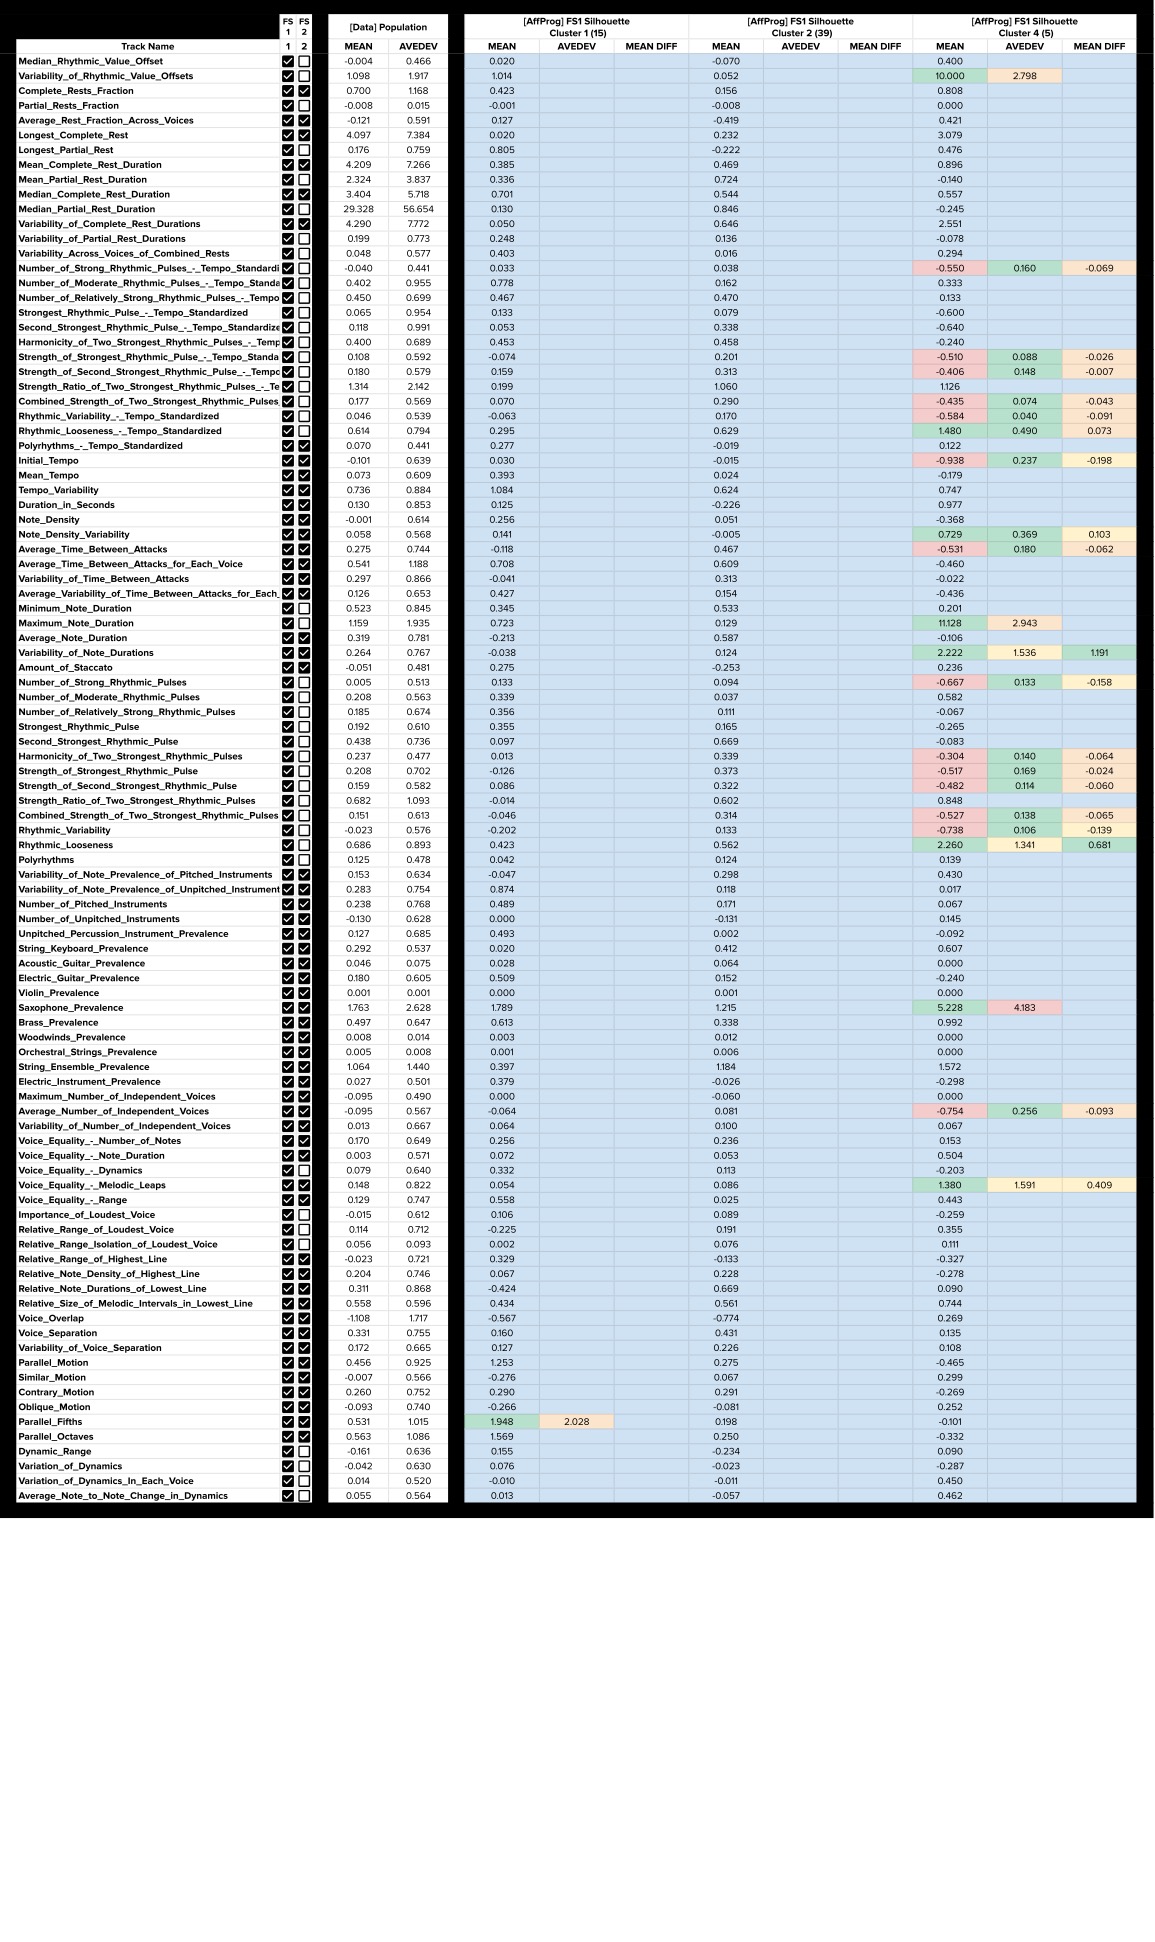 FS FS [Data] Population [AffProg] FS1 Silhouette [AffProg] FS1 Silhouette [AffProg] FS1 Silhouette
1 2 Cluster 1 (15) Cluster 2 (39) Cluster 4 (5)
Track Name 1 2 MEAN AVEDEV MEAN AVEDEV MEAN DIFF MEAN AVEDEV MEAN DIFF MEAN AVEDEV MEAN DIFF
Median_Rhythmic_Value_Offset -0.004 0.466 0.020 -0.070 0.400
Variability_of_Rhythmic_Value_Offsets 1.098 1.917 1.014 0.052 10.000 2.798
Complete_Rests_Fraction 0.700 1.168 0.423 0.156 0.808
Partial_Rests_Fraction -0.008 0.015 -0.001 -0.008 0.000
Average_Rest_Fraction_Across_Voices -0.121 0.591 0.127 -0.419 0.421
Longest_Complete_Rest 4.097 7.384 0.020 0.232 3.079
Longest_Partial_Rest 0.176 0.759 0.805 -0.222 0.476
Mean_Complete_Rest_Duration 4.209 7.266 0.385 0.469 0.896
Mean_Partial_Rest_Duration 2.324 3.837 0.336 0.724 -0.140
Median_Complete_Rest_Duration 3.404 5.718 0.701 0.544 0.557
Median_Partial_Rest_Duration 29.328 56.654 0.130 0.846 -0.245
Variability_of_Complete_Rest_Durations 4.290 7.772 0.050 0.646 2.551
Variability_of_Partial_Rest_Durations 0.199 0.773 0.248 0.136 -0.078
Variability_Across_Voices_of_Combined_Rests 0.048 0.577 0.403 0.016 0.294
Number_of_Strong_Rhythmic_Pulses_-_Tempo_Standardi -0.040 0.441 0.033 0.038 -0.550 0.160 -0.069
Number_of_Moderate_Rhythmic_Pulses_-_Tempo_Standa 0.402 0.955 0.778 0.162 0.333
Number_of_Relatively_Strong_Rhythmic_Pulses_-_Tempo 0.450 0.699 0.467 0.470 0.133
Strongest_Rhythmic_Pulse_-_Tempo_Standardized 0.065 0.954 0.133 0.079 -0.600
Second_Strongest_Rhythmic_Pulse_-_Tempo_Standardize 0.118 0.991 0.053 0.338 -0.640
Harmonicity_of_Two_Strongest_Rhythmic_Pulses_-_Temp 0.400 0.689 0.453 0.458 -0.240
Strength_of_Strongest_Rhythmic_Pulse_-_Tempo_Standa 0.108 0.592 -0.074 0.201 -0.510 0.088 -0.026
Strength_of_Second_Strongest_Rhythmic_Pulse_-_Tempo 0.180 0.579 0.159 0.313 -0.406 0.148 -0.007
Strength_Ratio_of_Two_Strongest_Rhythmic_Pulses_-_Te 1.314 2.142 0.199 1.060 1.126
Combined_Strength_of_Two_Strongest_Rhythmic_Pulses_ 0.177 0.569 0.070 0.290 -0.435 0.074 -0.043
Rhythmic_Variability_-_Tempo_Standardized 0.046 0.539 -0.063 0.170 -0.584 0.040 -0.091
Rhythmic_Looseness_-_Tempo_Standardized 0.614 0.794 0.295 0.629 1.480 0.490 0.073
Polyrhythms_-_Tempo_Standardized 0.070 0.441 0.277 -0.019 0.122
Initial_Tempo -0.101 0.639 0.030 -0.015 -0.938 0.237 -0.198
Mean_Tempo 0.073 0.609 0.393 0.024 -0.179
Tempo_Variability 0.736 0.884 1.084 0.624 0.747
Duration_in_Seconds 0.130 0.853 0.125 -0.226 0.977
Note_Density -0.001 0.614 0.256 0.051 -0.368
Note_Density_Variability 0.058 0.568 0.141 -0.005 0.729 0.369 0.103
Average_Time_Between_Attacks 0.275 0.744 -0.118 0.467 -0.531 0.180 -0.062
Average_Time_Between_Attacks_for_Each_Voice 0.541 1.188 0.708 0.609 -0.460
Variability_of_Time_Between_Attacks 0.297 0.866 -0.041 0.313 -0.022
Average_Variability_of_Time_Between_Attacks_for_Each_ 0.126 0.653 0.427 0.154 -0.436
Minimum_Note_Duration 0.523 0.845 0.345 0.533 0.201
Maximum_Note_Duration 1.159 1.935 0.723 0.129 11.128 2.943
Average_Note_Duration 0.319 0.781 -0.213 0.587 -0.106
Variability_of_Note_Durations 0.264 0.767 -0.038 0.124 2.222 1.536 1.191
Amount_of_Staccato -0.051 0.481 0.275 -0.253 0.236
Number_of_Strong_Rhythmic_Pulses 0.005 0.513 0.133 0.094 -0.667 0.133 -0.158
Number_of_Moderate_Rhythmic_Pulses 0.208 0.563 0.339 0.037 0.582
Number_of_Relatively_Strong_Rhythmic_Pulses 0.185 0.674 0.356 0.111 -0.067
Strongest_Rhythmic_Pulse 0.192 0.610 0.355 0.165 -0.265
Second_Strongest_Rhythmic_Pulse 0.438 0.736 0.097 0.669 -0.083
Harmonicity_of_Two_Strongest_Rhythmic_Pulses 0.237 0.477 0.013 0.339 -0.304 0.140 -0.064
Strength_of_Strongest_Rhythmic_Pulse 0.208 0.702 -0.126 0.373 -0.517 0.169 -0.024
Strength_of_Second_Strongest_Rhythmic_Pulse 0.159 0.582 0.086 0.322 -0.482 0.114 -0.060
Strength_Ratio_of_Two_Strongest_Rhythmic_Pulses 0.682 1.093 -0.014 0.602 0.848
Combined_Strength_of_Two_Strongest_Rhythmic_Pulses 0.151 0.613 -0.046 0.314 -0.527 0.138 -0.065
Rhythmic_Variability -0.023 0.576 -0.202 0.133 -0.738 0.106 -0.139
Rhythmic_Looseness 0.686 0.893 0.423 0.562 2.260 1.341 0.681
Polyrhythms 0.125 0.478 0.042 0.124 0.139
Variability_of_Note_Prevalence_of_Pitched_Instruments 0.153 0.634 -0.047 0.298 0.430
Variability_of_Note_Prevalence_of_Unpitched_Instrument 0.283 0.754 0.874 0.118 0.017
Number_of_Pitched_Instruments 0.238 0.768 0.489 0.171 0.067
Number_of_Unpitched_Instruments -0.130 0.628 0.000 -0.131 0.145
Unpitched_Percussion_Instrument_Prevalence 0.127 0.685 0.493 0.002 -0.092
String_Keyboard_Prevalence 0.292 0.537 0.020 0.412 0.607
Acoustic_Guitar_Prevalence 0.046 0.075 0.028 0.064 0.000
Electric_Guitar_Prevalence 0.180 0.605 0.509 0.152 -0.240
Violin_Prevalence 0.001 0.001 0.000 0.001 0.000
Saxophone_Prevalence 1.763 2.628 1.789 1.215 5.228 4.183
Brass_Prevalence 0.497 0.647 0.613 0.338 0.992
Woodwinds_Prevalence 0.008 0.014 0.003 0.012 0.000
Orchestral_Strings_Prevalence 0.005 0.008 0.001 0.006 0.000
String_Ensemble_Prevalence 1.064 1.440 0.397 1.184 1.572
Electric_Instrument_Prevalence 0.027 0.501 0.379 -0.026 -0.298
Maximum_Number_of_Independent_Voices -0.095 0.490 0.000 -0.060 0.000
Average_Number_of_Independent_Voices -0.095 0.567 -0.064 0.081 -0.754 0.256 -0.093
Variability_of_Number_of_Independent_Voices 0.013 0.667 0.064 0.100 0.067
Voice_Equality_-_Number_of_Notes 0.170 0.649 0.256 0.236 0.153
Voice_Equality_-_Note_Duration 0.003 0.571 0.072 0.053 0.504
Voice_Equality_-_Dynamics 0.079 0.640 0.332 0.113 -0.203
Voice_Equality_-_Melodic_Leaps 0.148 0.822 0.054 0.086 1.380 1.591 0.409
Voice_Equality_-_Range 0.129 0.747 0.558 0.025 0.443
Importance_of_Loudest_Voice -0.015 0.612 0.106 0.089 -0.259
Relative_Range_of_Loudest_Voice 0.114 0.712 -0.225 0.191 0.355
Relative_Range_Isolation_of_Loudest_Voice 0.056 0.093 0.002 0.076 0.111
Relative_Range_of_Highest_Line -0.023 0.721 0.329 -0.133 -0.327
Relative_Note_Density_of_Highest_Line 0.204 0.746 0.067 0.228 -0.278
Relative_Note_Durations_of_Lowest_Line 0.311 0.868 -0.424 0.669 0.090
Relative_Size_of_Melodic_Intervals_in_Lowest_Line 0.558 0.596 0.434 0.561 0.744
Voice_Overlap -1.108 1.717 -0.567 -0.774 0.269
Voice_Separation 0.331 0.755 0.160 0.431 0.135
Variability_of_Voice_Separation 0.172 0.665 0.127 0.226 0.108
Parallel_Motion 0.456 0.925 1.253 0.275 -0.465
Similar_Motion -0.007 0.566 -0.276 0.067 0.299
Contrary_Motion 0.260 0.752 0.290 0.291 -0.269
Oblique_Motion -0.093 0.740 -0.266 -0.081 0.252
Parallel_Fifths 0.531 1.015 1.948 2.028 0.198 -0.101
Parallel_Octaves 0.563 1.086 1.569 0.250 -0.332
Dynamic_Range -0.161 0.636 0.155 -0.234 0.090
Variation_of_Dynamics -0.042 0.630 0.076 -0.023 -0.287
Variation_of_Dynamics_In_Each_Voice 0.014 0.520 -0.010 -0.011 0.450
Average_Note_to_Note_Change_in_Dynamics 0.055 0.564 0.013 -0.057 0.462